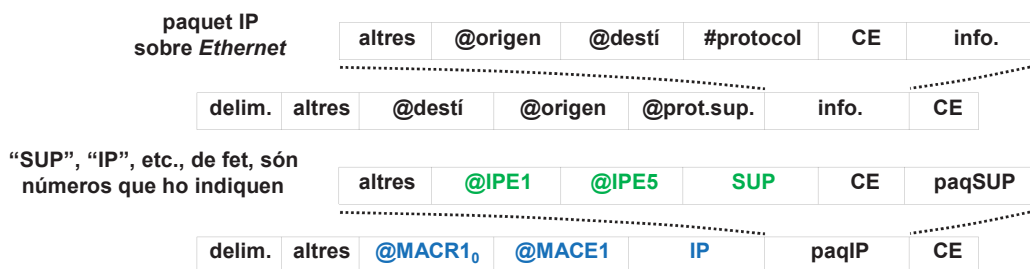 paquet IP
sobre Ethernet
altres @origen @destí #protocol CE info.
delim. altres @destí @origen @prot.sup. info. CE
“SUP”, “IP”, etc., de fet, són
números que ho indiquen
altres @IPE1 @IPE5 SUP CE paqSUP
delim. altres @MACR1₀ @MACE1 IP paqIP CE